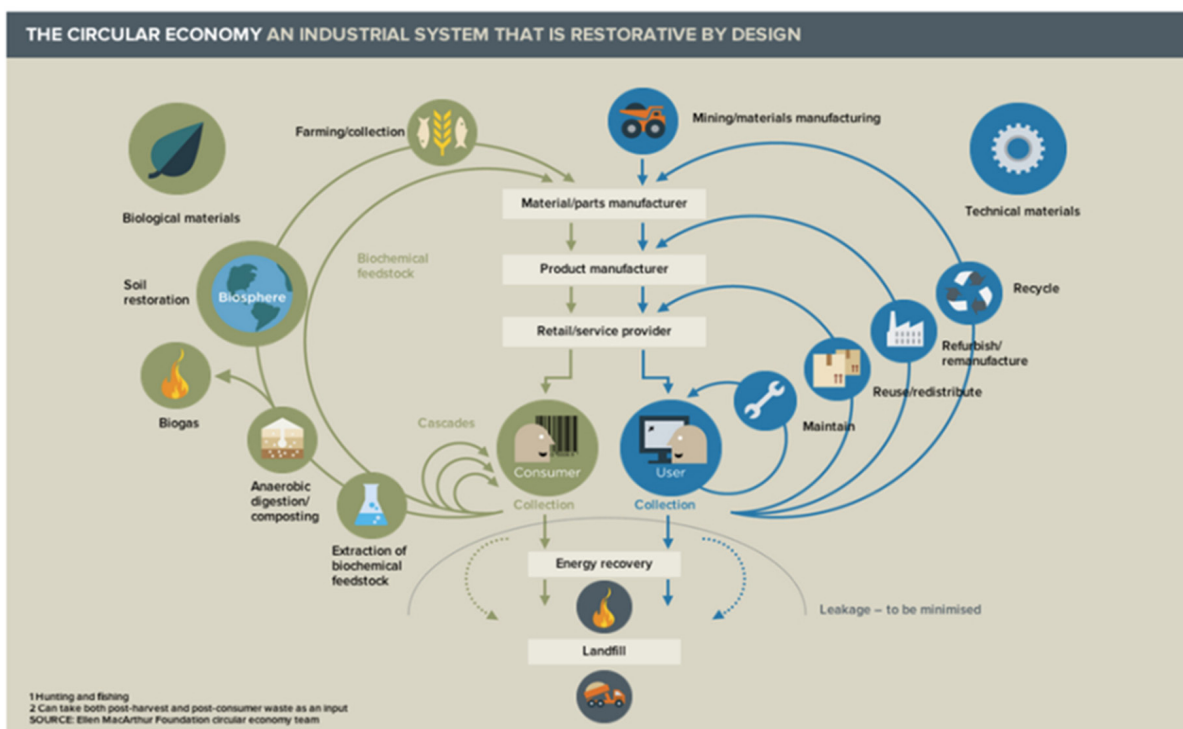 THE CIRCULAR ECONOMY AN INDUSTRIAL SYSTEM THAT IS RESTORATIVE BY DESIGN
Farming/collection
Mining/materials manufacturing
Biological materials
Technical materials
Material/parts manufacturer
Biochemical
feedstock
Product manufacturer
Soil
restoration
Biosphere
Recycle
Retail/service provider
Refurbish/
remanufacture
Reuse/redistribute
Biogas
Cascades
Maintain
Consumer
User
Anaerobic
digestion/
composting
Collection
Collection
Extraction of
biochemical
feedstock
Energy recovery
Leakage – to be minimised
Landfill
1 Hunting and fishing
2 Can take both post-harvest and post-consumer waste as an input
SOURCE: Ellen MacArthur Foundation circular economy team